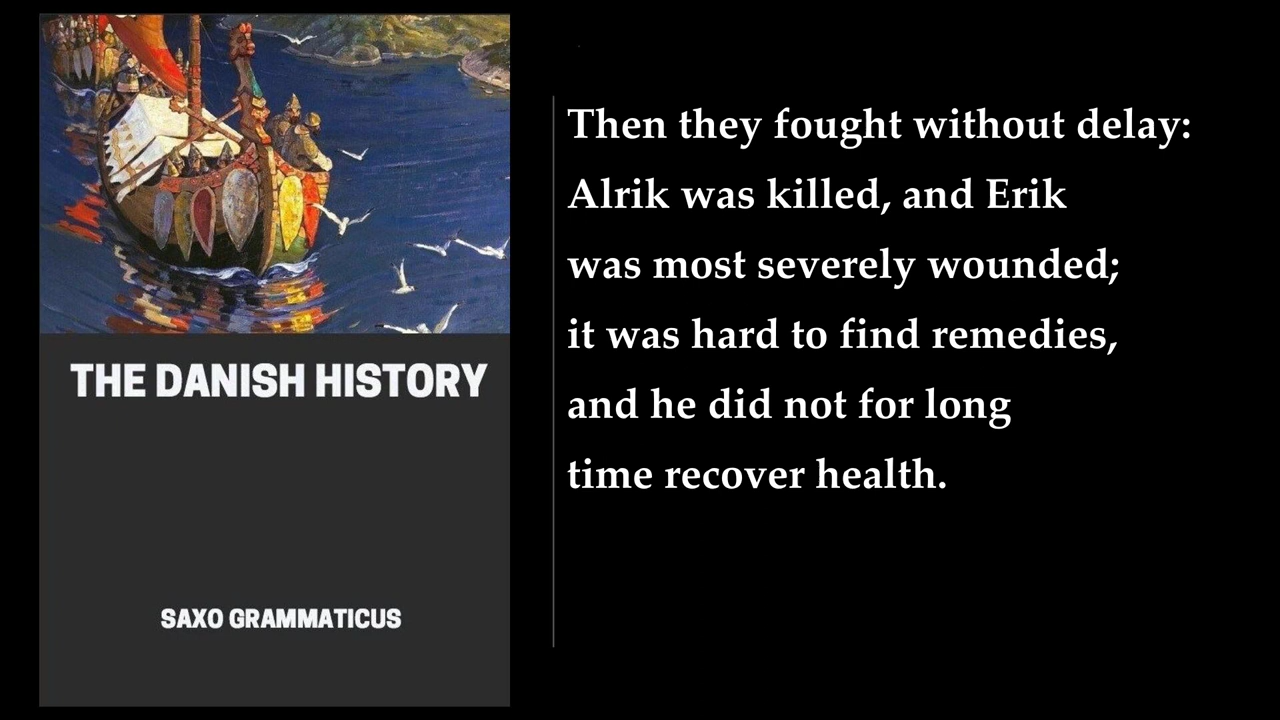 THE DANISH HISTORY
SAXO GRAMMATICUS
Then they fought without delay:
Alrik was killed, and Erik
was most severely wounded;
it was hard to find remedies,
and he did not for long
time recover health.